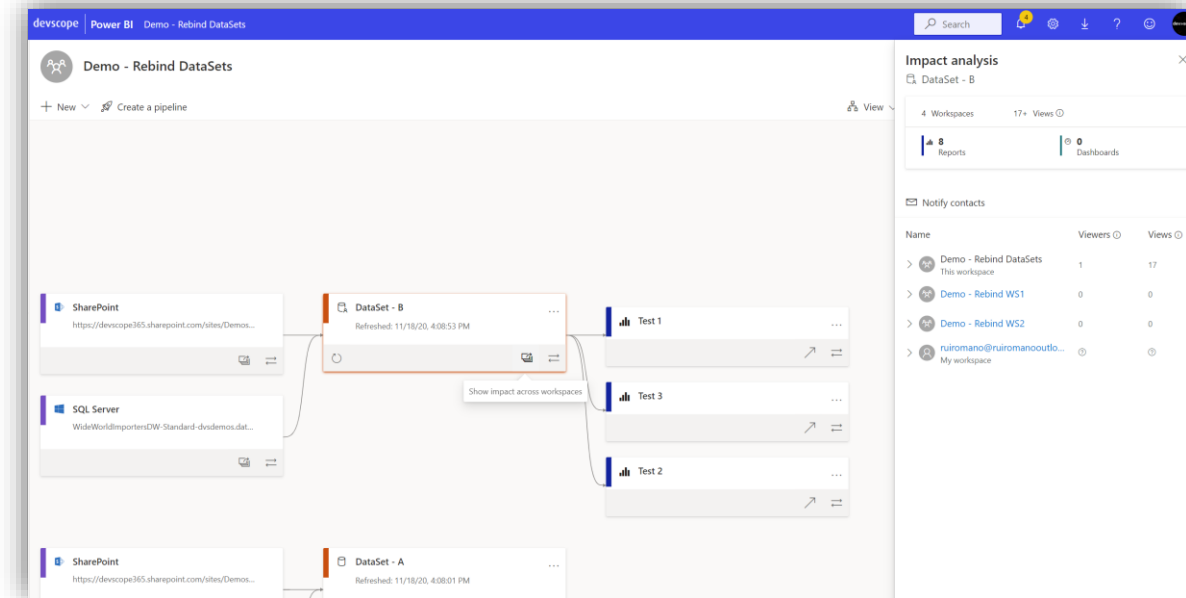 devscope Power BI Demo - Rebind DataSets Search 4
Demo - Rebind DataSets
New Create a pipeline View
SharePoint
https://devscope365.sharepoint.com/sites/Demos...
SQL Server
WideWorldImportersDW-Standard-dvsdemos.dat...
DataSet - B
Refreshed: 11/18/20, 4:08:53 PM
Show impact across workspaces
Test 1
Test 3
Test 2
SharePoint
https://devscope365.sharepoint.com/sites/Demos...
DataSet - A
Refreshed: 11/18/20, 4:08:01 PM
Impact analysis
DataSet - B
4 Workspaces 17+ Views
8 0
Reports Dashboards
Notify contacts
Name Viewers Views
Demo - Rebind DataSets 1 17
This workspace
Demo - Rebind WS1 0 0
Demo - Rebind WS2 0 0
ruiromano@ruiromanooutlo...
My workspace